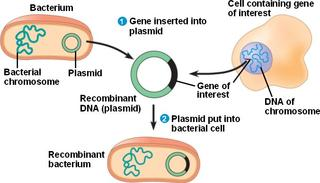 Bacterium
Cell containing gene
of interest
1 Gene inserted into
plasmid
Bacterial
chromosome
Plasmid
Recombinant
DNA (plasmid)
Gene of
interest
DNA of
chromosome
2 Plasmid put into
bacterial cell
Recombinant
bacterium